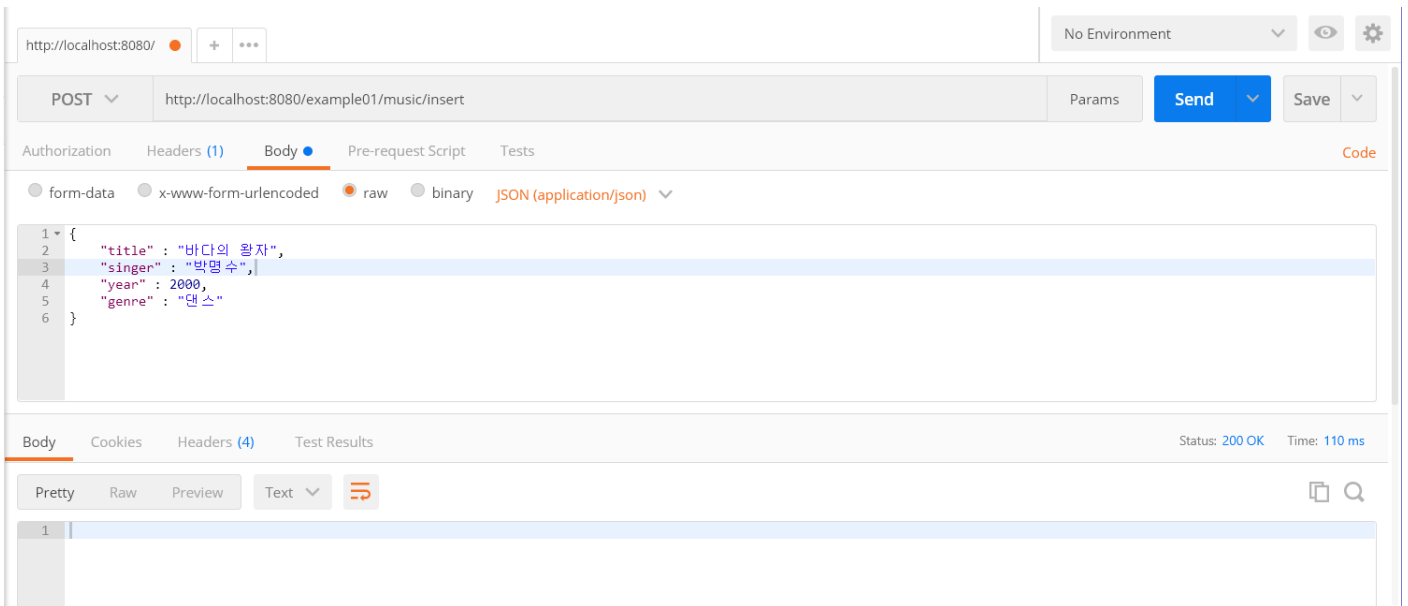 http://localhost:8080/ + No Environment
POST http://localhost:8080/example01/music/insert Params Send Save
Authorization Headers (1) Body Pre-request Script Tests Code
form-data x-www-form-urlencoded raw binary JSON (application/json)
1 {
2 "title" : "바다의 왕자",
3 "singer" : "박명수",
4 "year" : 2000,
5 "genre" : "댄스"
6 }
Body Cookies Headers (4) Test Results Status: 200 OK Time: 110 ms
Pretty Raw Preview Text
1